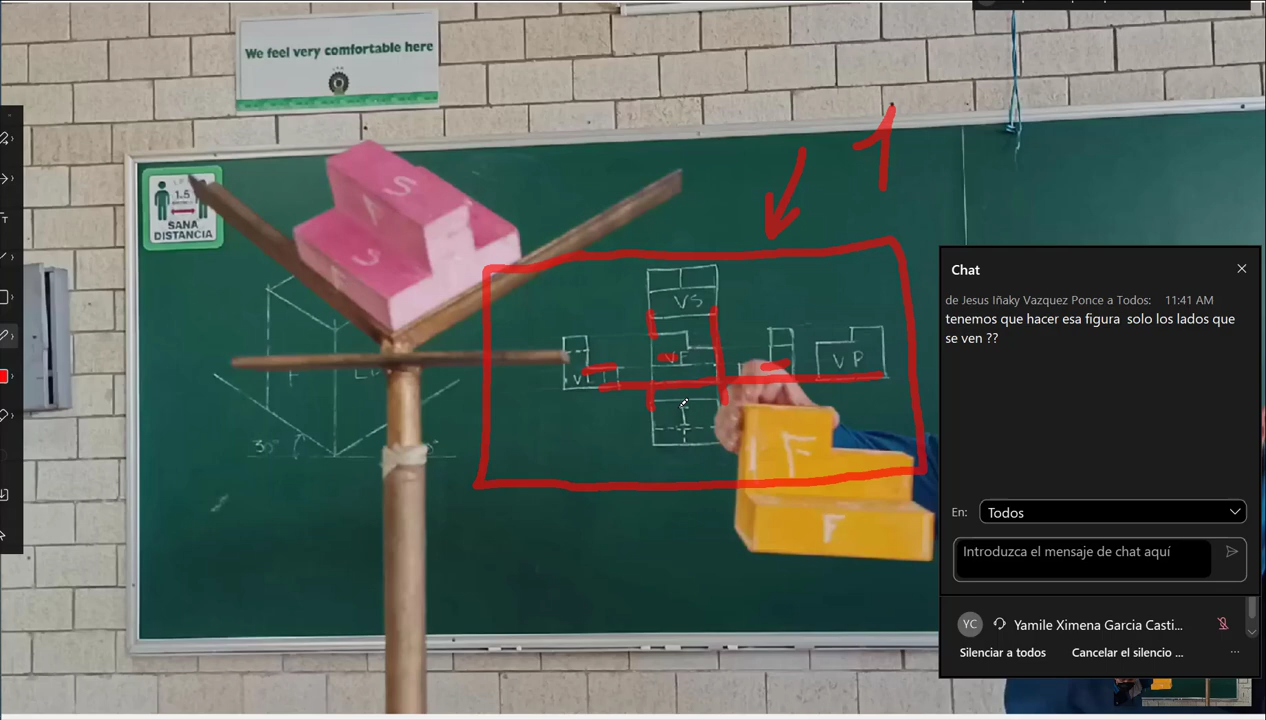 We feel very comfortable here
1
1.5
SANA
DISTANCIA
S
F
VS
VF
VP
F
30°
F
F
Chat
de Jesus Iñaky Vazquez Ponce a Todos: 11:41 AM
tenemos que hacer esa figura solo los lados que
se ven ??
En: Todos
Introduzca el mensaje de chat aquí
YC Yamile Ximena Garcia Casti...
Silenciar a todos Cancelar el silencio ...